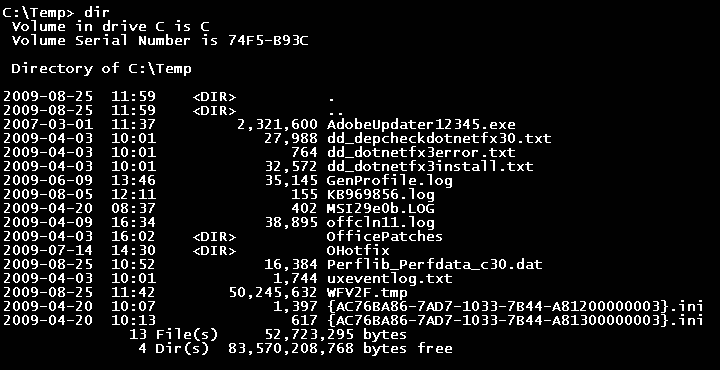 C:\Temp> dir
 Volume in drive C is C
 Volume Serial Number is 74F5-B93C

 Directory of C:\Temp

2009-08-25  11:59    <DIR>          .
2009-08-25  11:59    <DIR>          ..
2007-03-01  11:37         2,321,600 AdobeUpdater12345.exe
2009-04-03  10:01            27,988 dd_depcheckdotnetfx30.txt
2009-04-03  10:01               764 dd_dotnetfx3error.txt
2009-04-03  10:01            32,572 dd_dotnetfx3install.txt
2009-06-09  13:46            35,145 GenProfile.log
2009-08-05  12:11               155 KB969856.log
2009-04-20  08:37               402 MSI29e0b.LOG
2009-04-09  16:34            38,895 offcln11.log
2009-04-03  16:02    <DIR>          OfficePatches
2009-07-14  14:30    <DIR>          OHotfix
2009-08-25  10:52            16,384 Perflib_Perfdata_c30.dat
2009-04-03  10:01             1,744 uxeventlog.txt
2009-08-25  11:42        50,245,632 WFV2F.tmp
2009-04-20  10:07             1,397 {AC76BA86-7AD7-1033-7B44-A81200000003}.ini
2009-04-20  10:13               617 {AC76BA86-7AD7-1033-7B44-A81300000003}.ini
              13 File(s)     52,723,295 bytes
               4 Dir(s)  83,570,208,768 bytes free